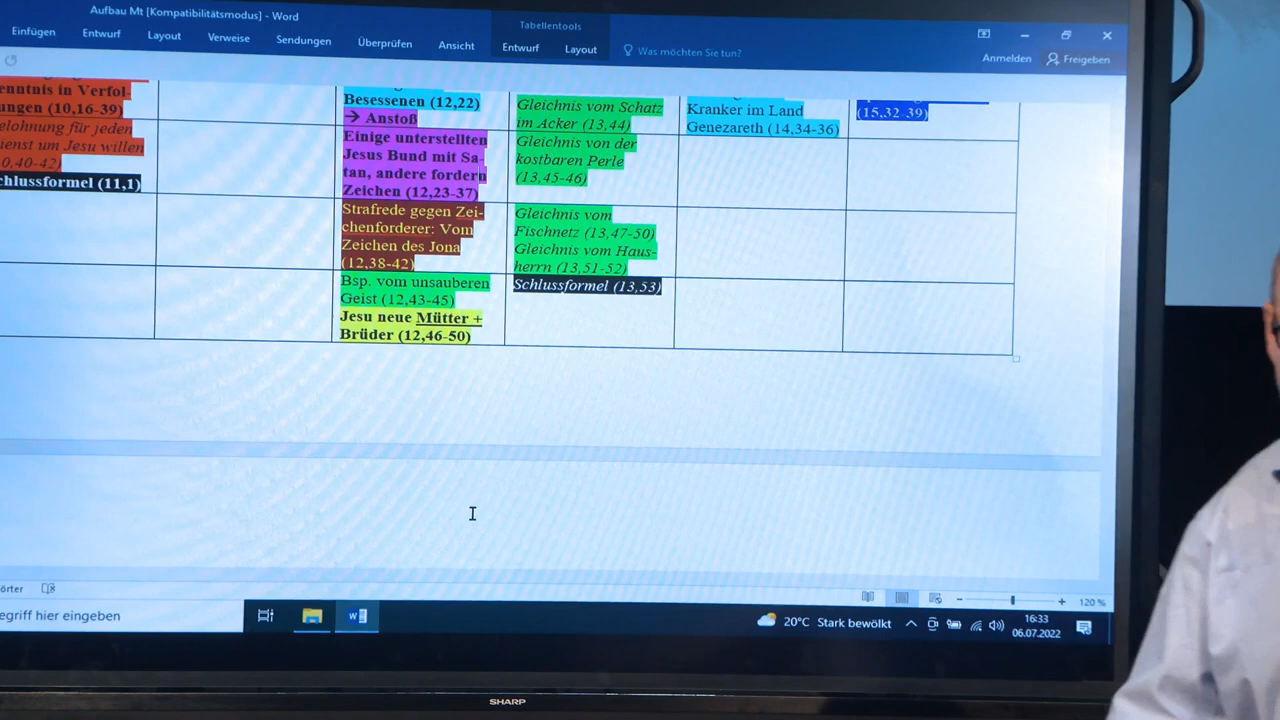 Aufbau Mt [Kompatibilitätsmodus] - Word
Tabellentools
Einfügen Entwurf Layout Verweise Sendungen Überprüfen Ansicht Entwurf Layout Was möchten Sie tun? Anmelden Freigeben
enntnis in Verfol-
ungen (10,16-39)
elohnung für jeden
ienst um Jesu willen
0,40-42)
chlussformel (11,1)
Besessenen (12,22)
→ Anstoß
Einige unterstellten
Jesus Bund mit Sa-
tan, andere fordern
Zeichen (12,23-37)
Strafrede gegen Zei-
chenforderer: Vom
Zeichen des Jona
(12,38-42)
Bsp. vom unsauberen
Geist (12,43-45)
Jesu neue Mütter +
Brüder (12,46-50)
Gleichnis vom Schatz
im Acker (13,44)
Gleichnis von der
kostbaren Perle
(13,45-46)
Gleichnis vom
Fischnetz (13,47-50)
Gleichnis vom Haus-
herrn (13,51-52)
Schlussformel (13,53)
Kranker im Land
Genezareth (14,34-36)
(15,32-39)
örter
120 %
egriff hier eingeben
20°C Stark bewölkt
16:33
06.07.2022
SHARP